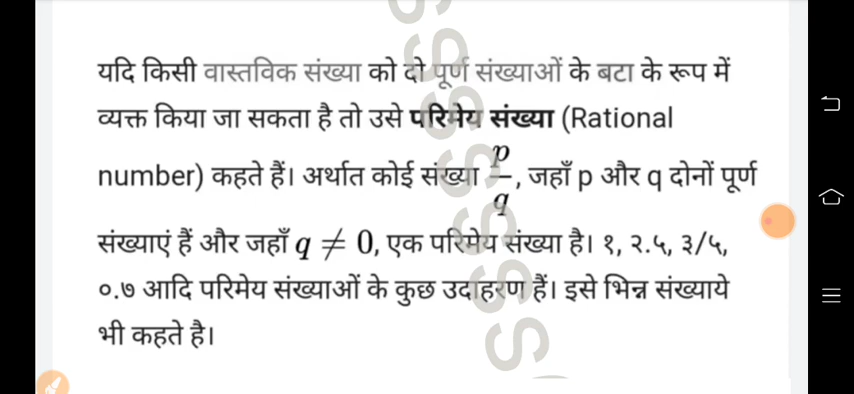 यदि किसी वास्तविक संख्या को दो पूर्ण संख्याओं के बटा के रूप में
व्यक्त किया जा सकता है तो उसे परिमेय संख्या (Rational
number) कहते हैं। अर्थात कोई संख्या p/q, जहाँ p और q दोनों पूर्ण
संख्याएं हैं और जहाँ q ≠ 0, एक परिमेय संख्या है। १, २.५, ३/५,
०.७ आदि परिमेय संख्याओं के कुछ उदाहरण हैं। इसे भिन्न संख्याये
भी कहते है।